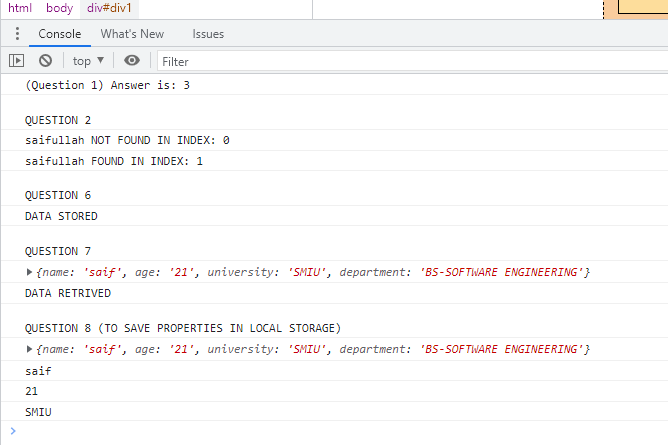 html body div#div1
Console What's New Issues
top ▼ Filter
(Question 1) Answer is: 3
QUESTION 2
saifullah NOT FOUND IN INDEX: 0
saifullah FOUND IN INDEX: 1
QUESTION 6
DATA STORED
QUESTION 7
{name: 'saif', age: '21', university: 'SMIU', department: 'BS-SOFTWARE ENGINEERING'}
DATA RETRIVED
QUESTION 8 (TO SAVE PROPERTIES IN LOCAL STORAGE)
{name: 'saif', age: '21', university: 'SMIU', department: 'BS-SOFTWARE ENGINEERING'}
saif
21
SMIU